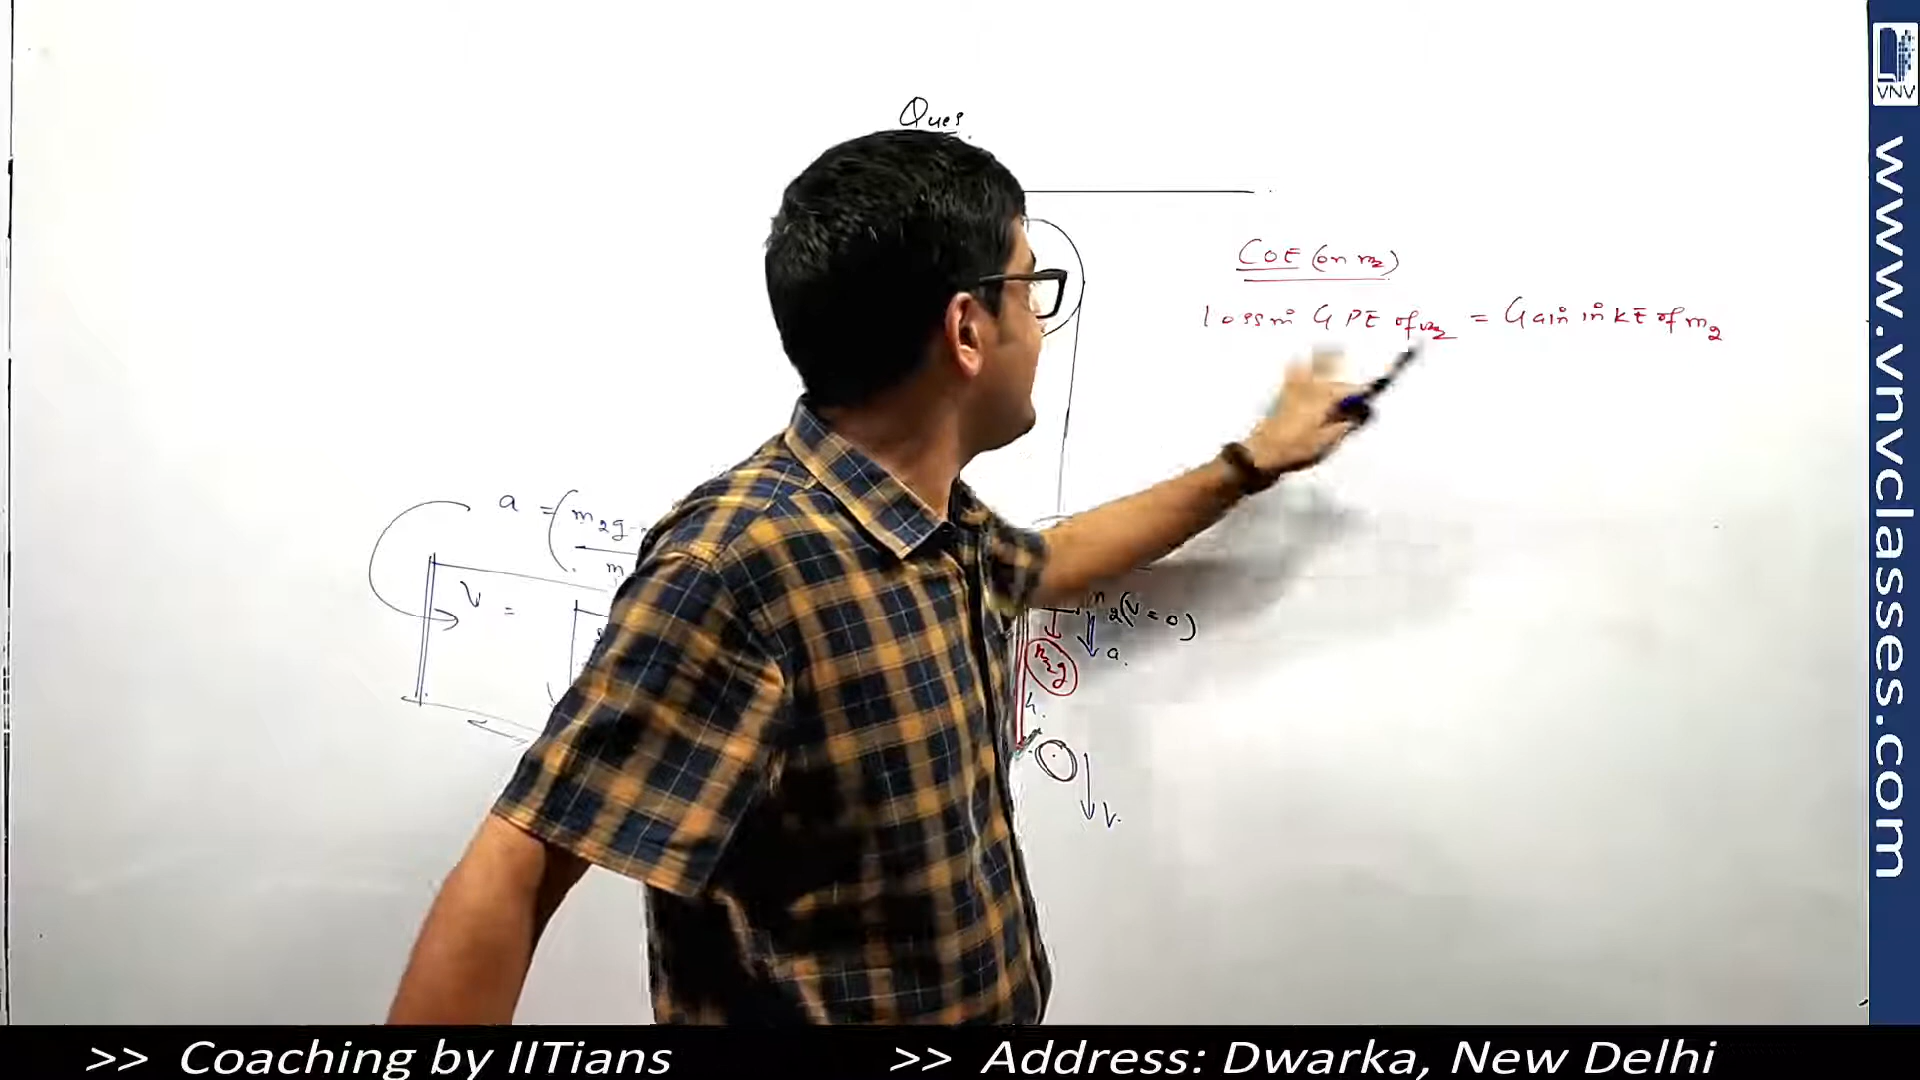 Ques
COE (on m2)
loss in GPE of m2 = Gain in KE of m2
a = (m2g-
m
V =
2(V = 0)
a.
m2g
h.
V.
VNV
www.vnvclasses.com
>> Coaching by IITians >> Address: Dwarka, New Delhi